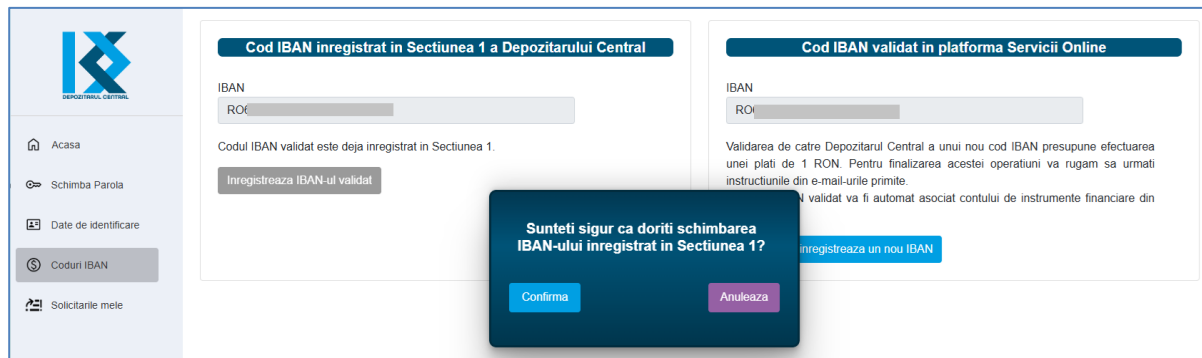 DEPOZITARUL CENTRAL
Acasa
Schimba Parola
Date de identificare
Coduri IBAN
Solicitarile mele
Cod IBAN inregistrat in Sectiunea 1 a Depozitarului Central
IBAN
Codul IBAN validat este deja inregistrat in Sectiunea 1.
Inregistreaza IBAN-ul validat
Cod IBAN validat in platforma Servicii Online
IBAN
Validarea de catre Depozitarul Central a unui nou cod IBAN presupune efectuarea
unei plati de 1 RON. Pentru finalizarea acestei operatiuni va rugam sa urmati
instructiunile din e-mail-urile primite.
validat va fi automat asociat contului de instrumente financiare din
inregistreaza un nou IBAN
Sunteti sigur ca doriti schimbarea
IBAN-ului inregistrat in Sectiunea 1?
Confirma
Anuleaza